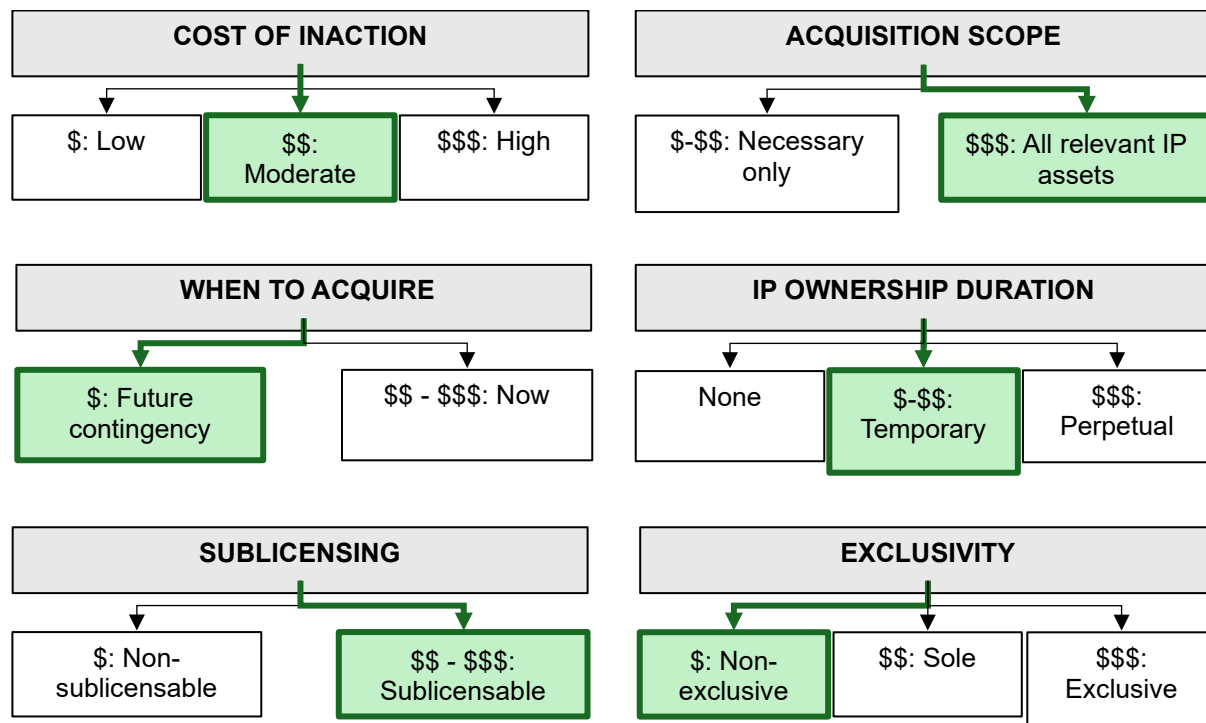 COST OF INACTION
$: Low
$$:
Moderate
$$$: High
ACQUISITION SCOPE
$-$$: Necessary
only
$$$: All relevant IP
assets
WHEN TO ACQUIRE
$: Future
contingency
$$ - $$$: Now
IP OWNERSHIP DURATION
None
$-$$:
Temporary
$$$:
Perpetual
SUBLICENSING
$: Non-
sublicensable
$$ - $$$:
Sublicensable
EXCLUSIVITY
$: Non-
exclusive
$$: Sole
$$$:
Exclusive